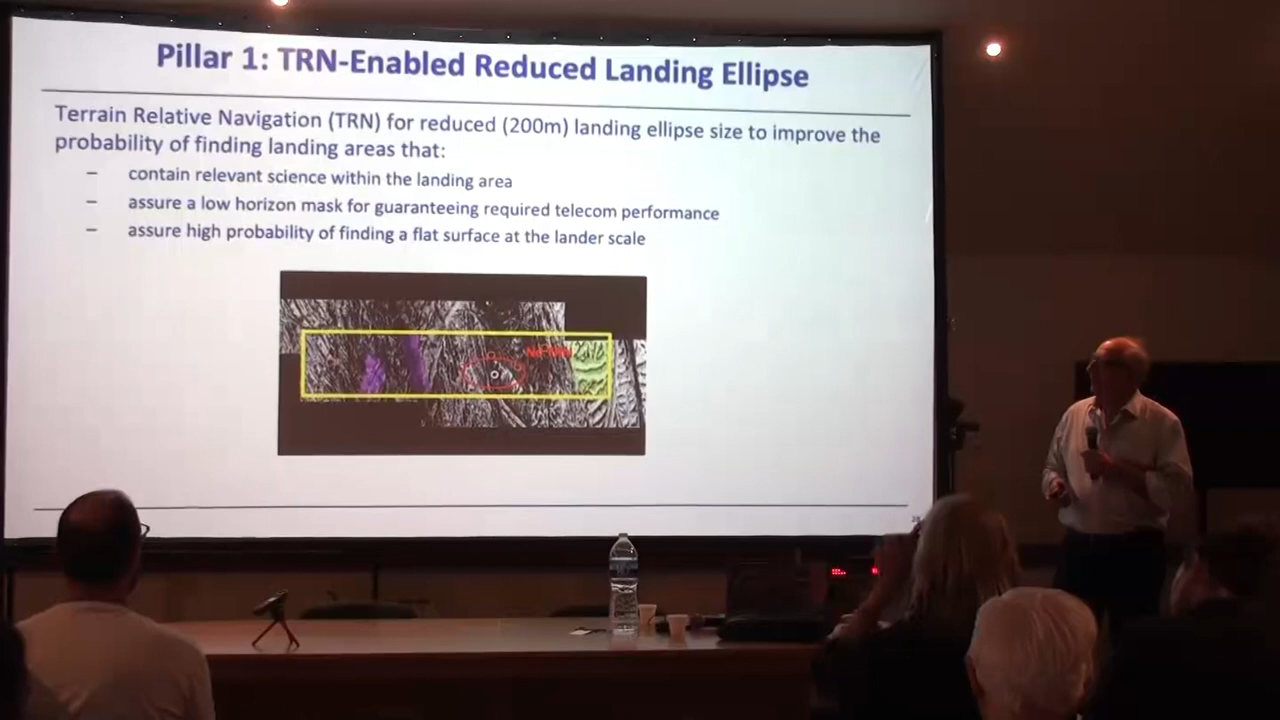 Pillar 1: TRN-Enabled Reduced Landing Ellipse
Terrain Relative Navigation (TRN) for reduced (200m) landing ellipse size to improve the
probability of finding landing areas that:
– contain relevant science within the landing area
– assure a low horizon mask for guaranteeing required telecom performance
– assure high probability of finding a flat surface at the lander scale